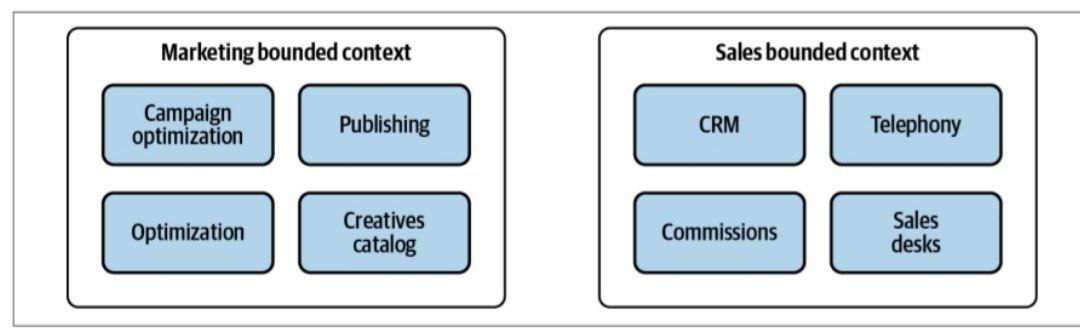 Marketing bounded context
Sales bounded context
Campaign
optimization
Publishing
CRM
Telephony
Optimization
Creatives
catalog
Commissions
Sales
desks